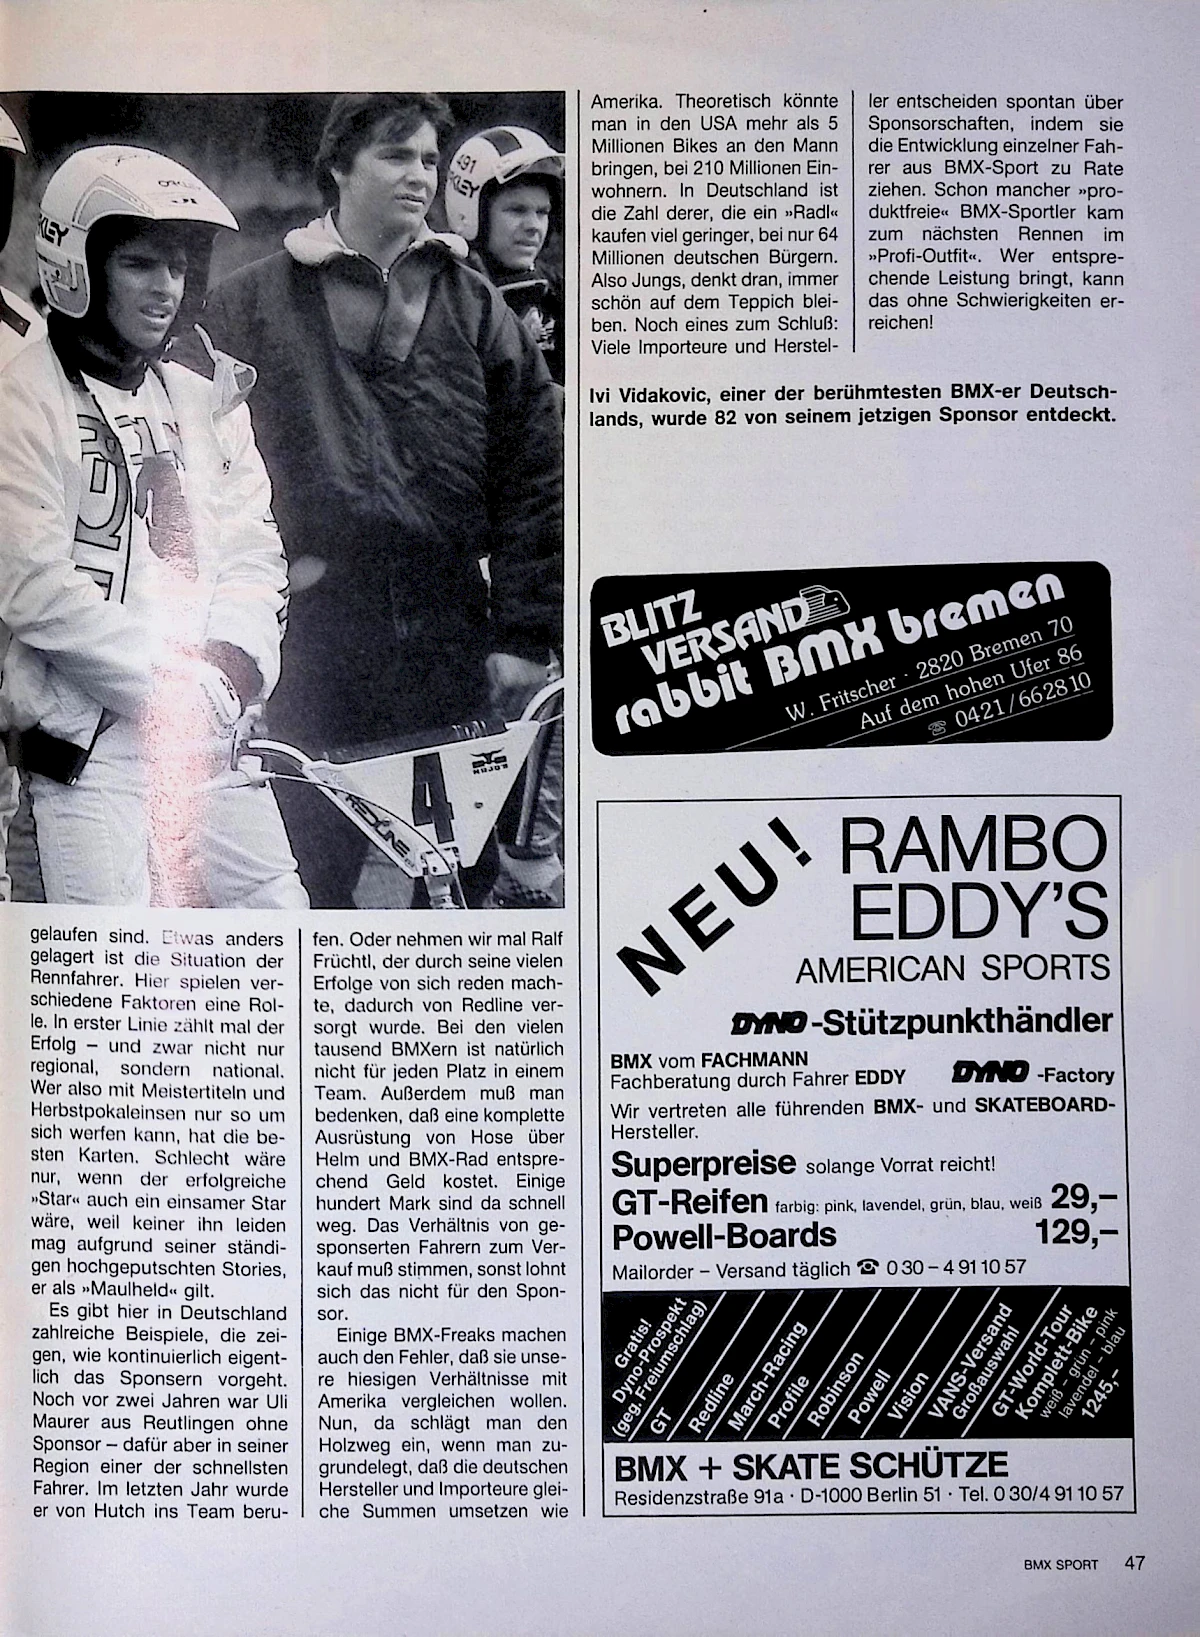 gelaufen sind. Etwas anders
gelagert ist die Situation der
Rennfahrer. Hier spielen ver-
schiedene Faktoren eine Rol-
le. In erster Linie zählt mal der
Erfolg – und zwar nicht nur
regional, sondern national.
Wer also mit Meistertiteln und
Herbstpokaleinsen nur so um
sich werfen kann, hat die be-
sten Karten. Schlecht wäre
nur, wenn der erfolgreiche
»Star« auch ein einsamer Star
wäre, weil keiner ihn leiden
mag aufgrund seiner ständi-
gen hochgeputschten Stories,
er als »Maulheld« gilt.
Es gibt hier in Deutschland
zahlreiche Beispiele, die zei-
gen, wie kontinuierlich eigent-
lich das Sponsern vorgeht.
Noch vor zwei Jahren war Uli
Maurer aus Reutlingen ohne
Sponsor – dafür aber in seiner
Region einer der schnellsten
Fahrer. Im letzten Jahr wurde
er von Hutch ins Team beru-
fen. Oder nehmen wir mal Ralf
Früchtl, der durch seine vielen
Erfolge von sich reden mach-
te, dadurch von Redline ver-
sorgt wurde. Bei den vielen
tausend BMXern ist natürlich
nicht für jeden Platz in einem
Team. Außerdem muß man
bedenken, daß eine komplette
Ausrüstung von Hose über
Helm und BMX-Rad entspre-
chend Geld kostet. Einige
hundert Mark sind da schnell
weg. Das Verhältnis von ge-
sponserten Fahrern zum Ver-
kauf muß stimmen, sonst lohnt
sich das nicht für den Spon-
sor.
Einige BMX-Freaks machen
auch den Fehler, daß sie unse-
re hiesigen Verhältnisse mit
Amerika vergleichen wollen.
Nun, da schlägt man den
Holzweg ein, wenn man zu-
grundelegt, daß die deutschen
Hersteller und Importeure glei-
che Summen umsetzen wie
Amerika. Theoretisch könnte
man in den USA mehr als 5
Millionen Bikes an den Mann
bringen, bei 210 Millionen Ein-
wohnern. In Deutschland ist
die Zahl derer, die ein »Radl«
kaufen viel geringer, bei nur 64
Millionen deutschen Bürgern.
Also Jungs, denkt dran, immer
schön auf dem Teppich blei-
ben. Noch eines zum Schluß:
Viele Importeure und Herstel-
ler entscheiden spontan über
Sponsorschaften, indem sie
die Entwicklung einzelner Fah-
rer aus BMX-Sport zu Rate
ziehen. Schon mancher »pro-
duktfreie« BMX-Sportler kam
zum nächsten Rennen im
»Profi-Outfit«. Wer entspre-
chende Leistung bringt, kann
das ohne Schwierigkeiten er-
reichen!
Ivi Vidakovic, einer der berühmtesten BMX-er Deutsch-
lands, wurde 82 von seinem jetzigen Sponsor entdeckt.
491
4
REDLINE
BLITZ
VERSAND
rabbit BMX bremen
W. Fritscher · 2820 Bremen 70
Auf dem hohen Ufer 86
☎ 0421/662810
NEU!
RAMBO
EDDY'S
AMERICAN SPORTS
DYNO-Stützpunkthändler
BMX vom FACHMANN
Fachberatung durch Fahrer EDDY DYNO-Factory
Wir vertreten alle führenden BMX- und SKATEBOARD-
Hersteller.
Superpreise solange Vorrat reicht!
GT-Reifen farbig: pink, lavendel, grün, blau, weiß 29,–
Powell-Boards 129,–
Mailorder – Versand täglich ☎ 030 – 4 91 10 57
Gratis!
Dyno-Prospekt
(geg. Freiumschlag)
GT
Redline
March-Racing
Profile
Robinson
Powell
Vision
VANS-Versand
Großauswahl
GT-World-Tour
Komplett-Bike
weiß – grün – pink
lavendel – blau
1245,-
BMX + SKATE SCHÜTZE
Residenzstraße 91a · D-1000 Berlin 51 · Tel. 0 30/4 91 10 57
BMX SPORT 47